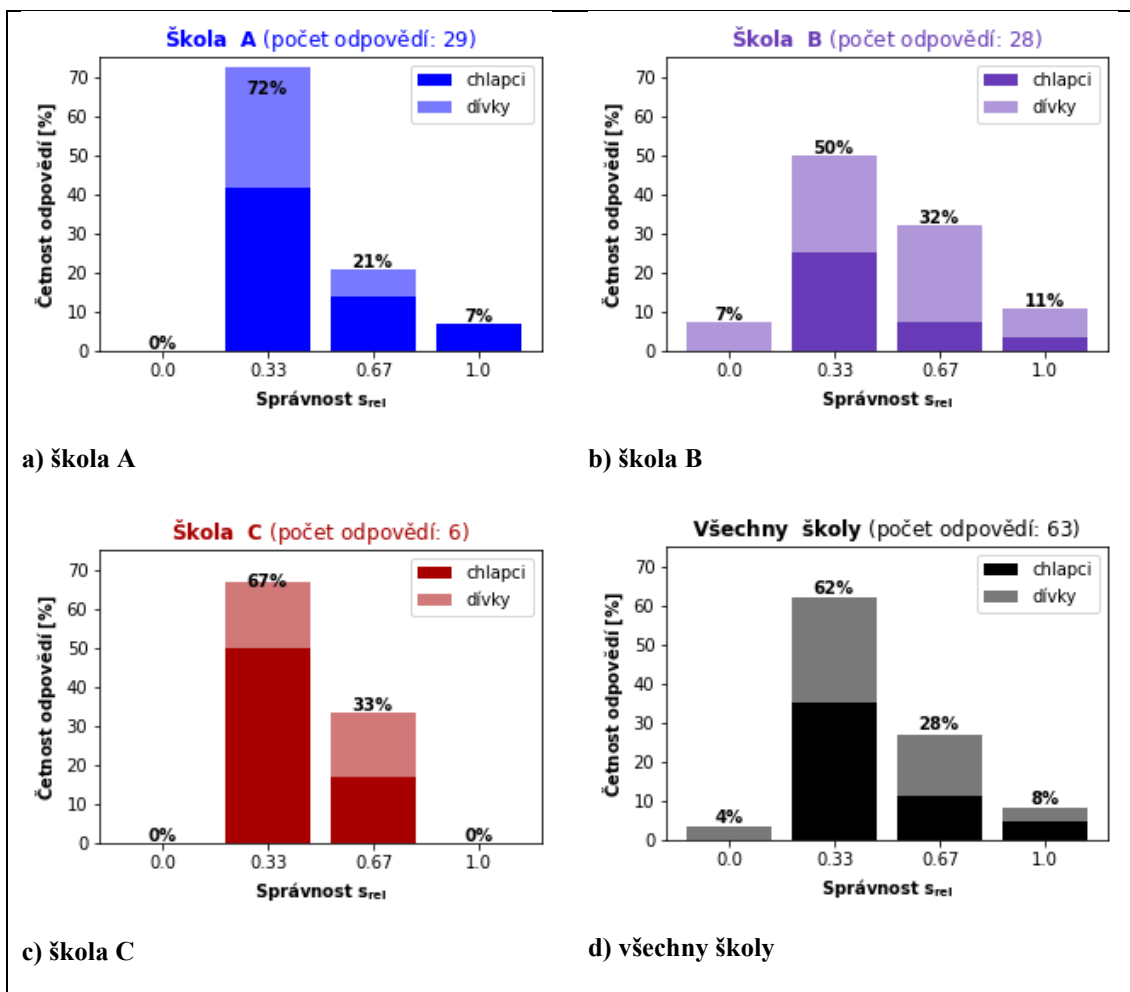 Škola A (počet odpovědí: 29)
Četnost odpovědí [%]
70
60
50
40
30
20
10
0
chlapci
dívky
0%
72%
21%
7%
0.0 0.33 0.67 1.0
Správnost s_rel
a) škola A
Škola B (počet odpovědí: 28)
Četnost odpovědí [%]
70
60
50
40
30
20
10
0
chlapci
dívky
7%
50%
32%
11%
0.0 0.33 0.67 1.0
Správnost s_rel
b) škola B
Škola C (počet odpovědí: 6)
Četnost odpovědí [%]
70
60
50
40
30
20
10
0
chlapci
dívky
0%
67%
33%
0%
0.0 0.33 0.67 1.0
Správnost s_rel
c) škola C
Všechny školy (počet odpovědí: 63)
Četnost odpovědí [%]
70
60
50
40
30
20
10
0
chlapci
dívky
4%
62%
28%
8%
0.0 0.33 0.67 1.0
Správnost s_rel
d) všechny školy